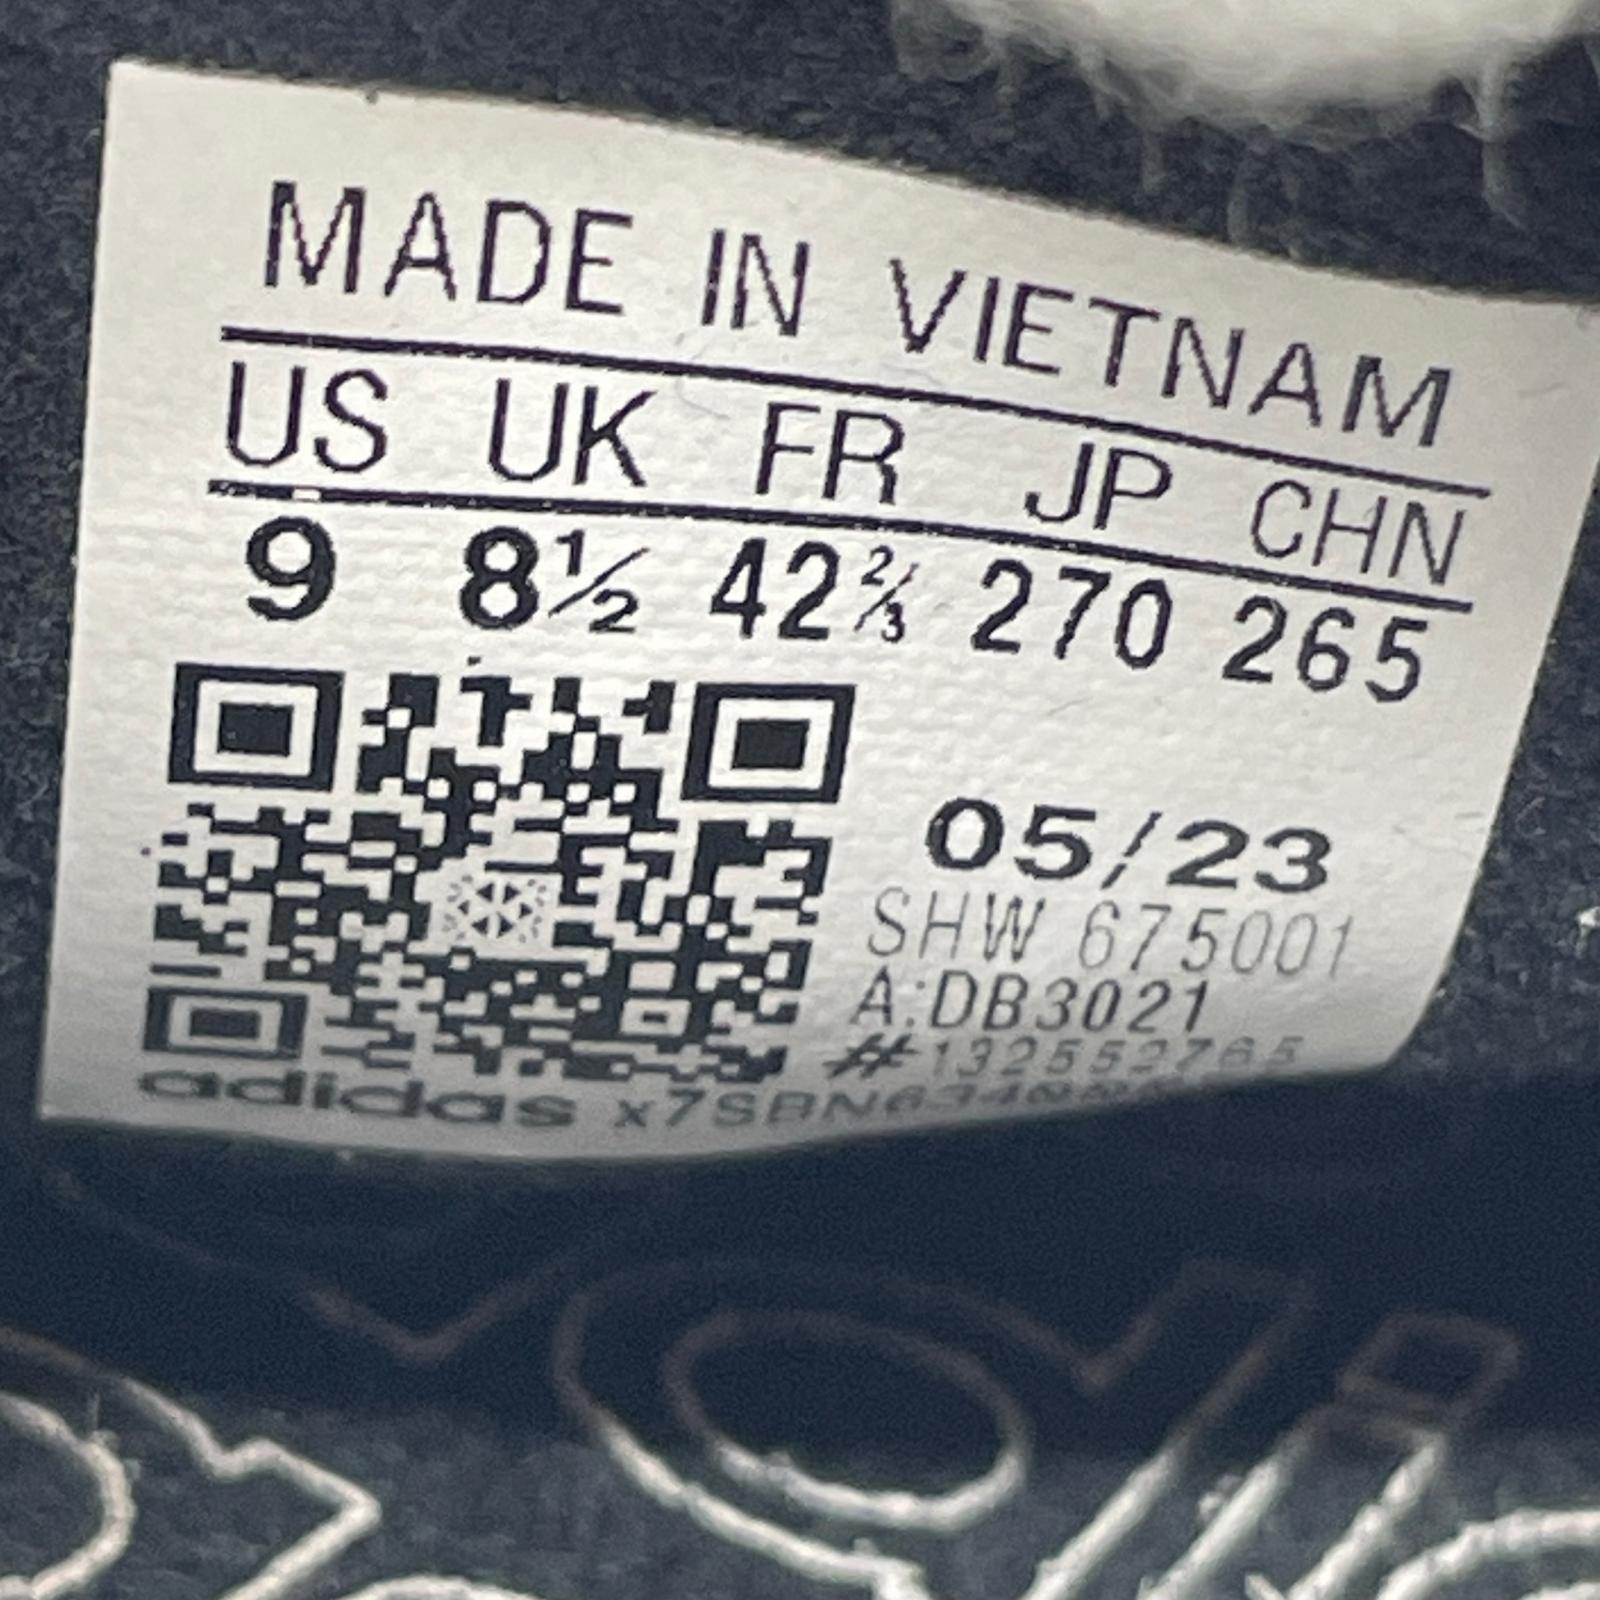 MADE IN VIETNAM
US UK FR JP CHN
9 8½ 42⅔ 270 265
05/23
SHW 675001
A:DB3021
#132552765
adidas